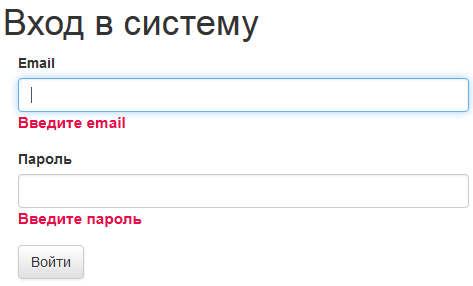 Вход в систему
Email
Введите email
Пароль
Введите пароль
Войти